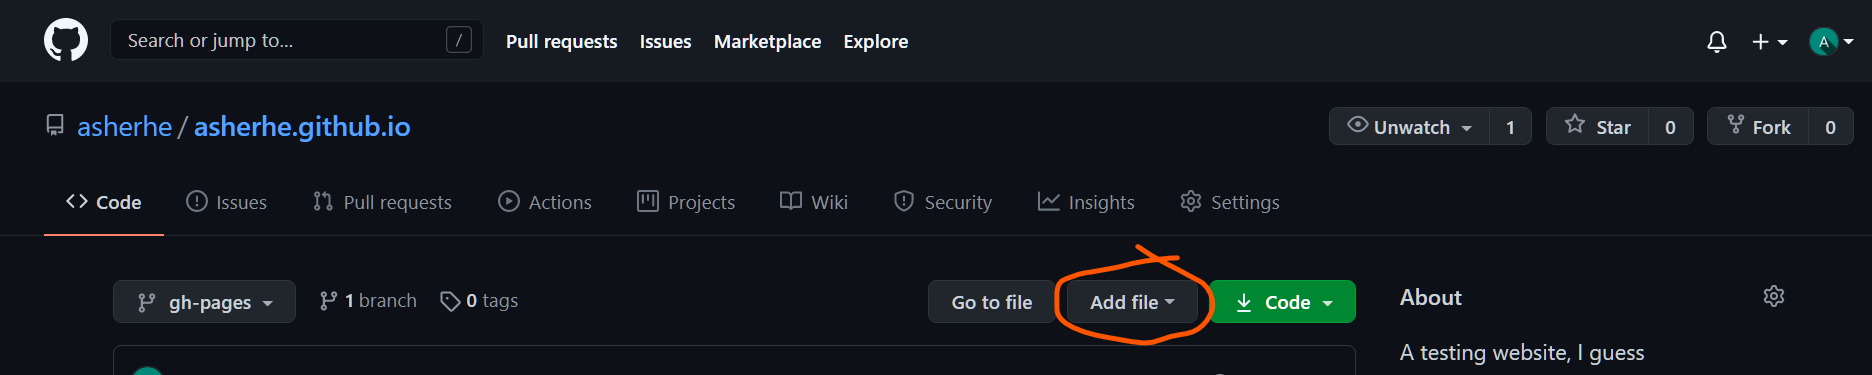 Search or jump to... / Pull requests Issues Marketplace Explore A
asherhe / asherhe.github.io Unwatch 1 Star 0 Fork 0
Code Issues Pull requests Actions Projects Wiki Security Insights Settings
gh-pages 1 branch 0 tags Go to file Add file Code About
A testing website, I guess